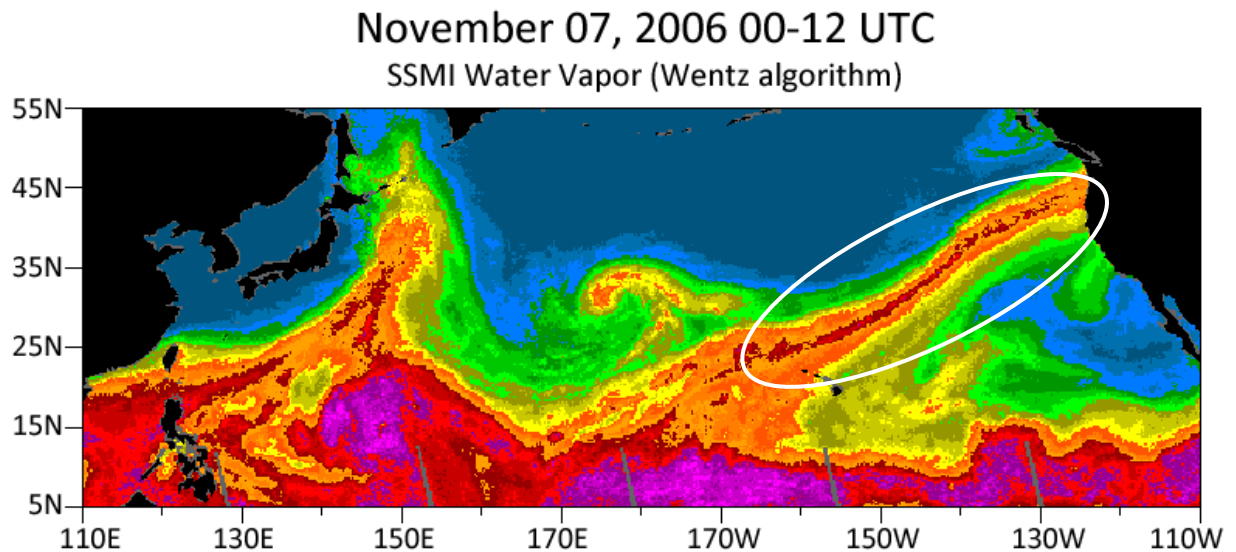 November 07, 2006 00-12 UTC
SSMI Water Vapor (Wentz algorithm)
55N
45N
35N
25N
15N
5N
110E 130E 150E 170E 170W 150W 130W 110W